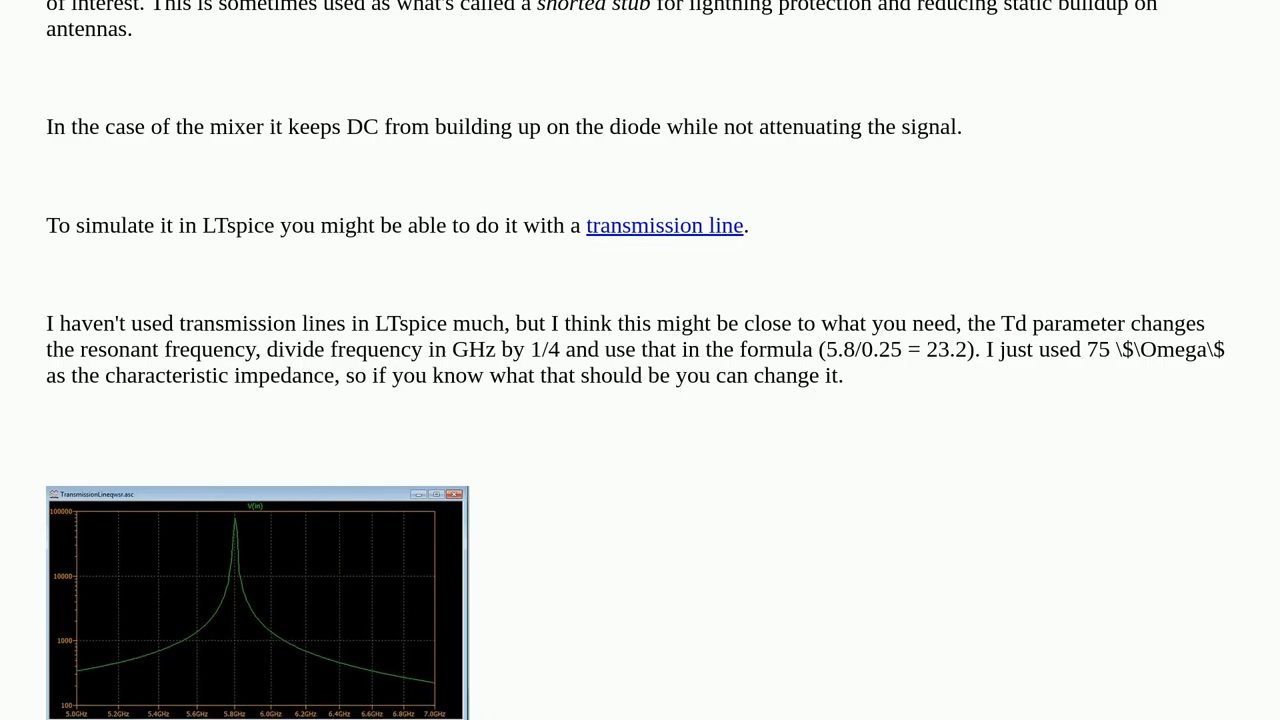 of interest. This is sometimes used as what's called a shorted stub for lightning protection and reducing static buildup on
antennas.
In the case of the mixer it keeps DC from building up on the diode while not attenuating the signal.
To simulate it in LTspice you might be able to do it with a transmission line.
I haven't used transmission lines in LTspice much, but I think this might be close to what you need, the Td parameter changes
the resonant frequency, divide frequency in GHz by 1/4 and use that in the formula (5.8/0.25 = 23.2). I just used 75 \$\Omega\$
as the characteristic impedance, so if you know what that should be you can change it.
TransmissionLineqwsr.asc
V(in)
100000
10000
1000
100
5.0GHz 5.2GHz 5.4GHz 5.6GHz 5.8GHz 6.0GHz 6.2GHz 6.4GHz 6.6GHz 6.8GHz 7.0GHz